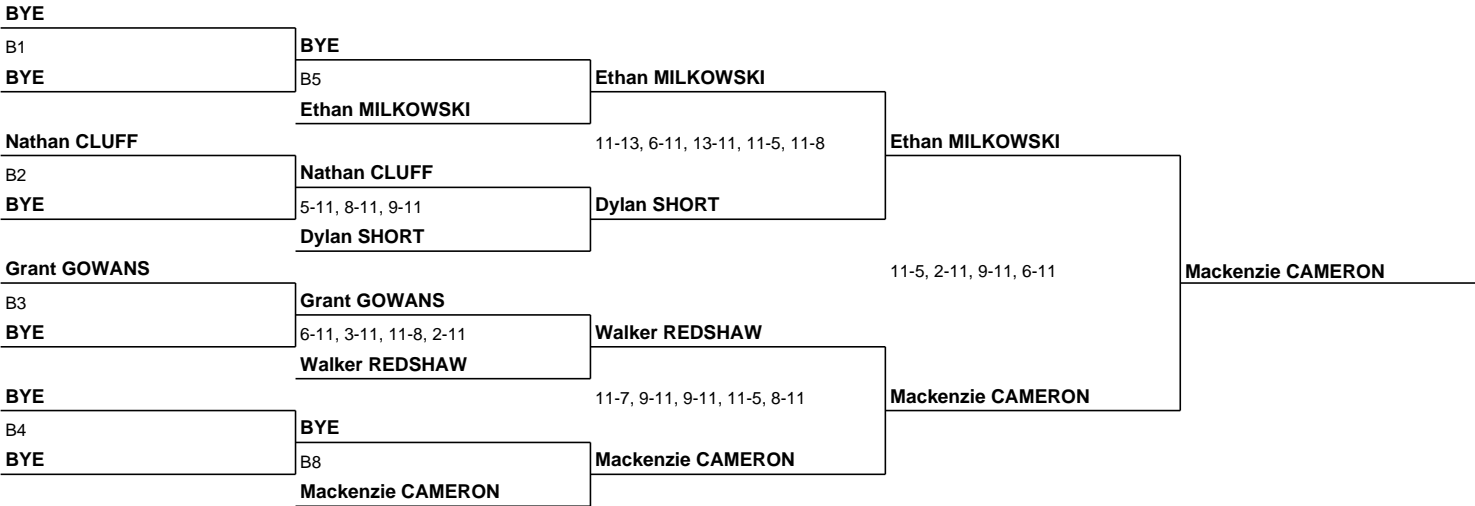 BYE
B1
BYE
BYE
B5
Ethan MILKOWSKI
Ethan MILKOWSKI
Nathan CLUFF
B2
BYE
Nathan CLUFF
5-11, 8-11, 9-11
Dylan SHORT
11-13, 6-11, 13-11, 11-5, 11-8
Dylan SHORT
Ethan MILKOWSKI
Grant GOWANS
B3
BYE
Grant GOWANS
6-11, 3-11, 11-8, 2-11
Walker REDSHAW
Walker REDSHAW
BYE
B4
BYE
BYE
B8
Mackenzie CAMERON
11-7, 9-11, 9-11, 11-5, 8-11
Mackenzie CAMERON
Mackenzie CAMERON
11-5, 2-11, 9-11, 6-11
Mackenzie CAMERON